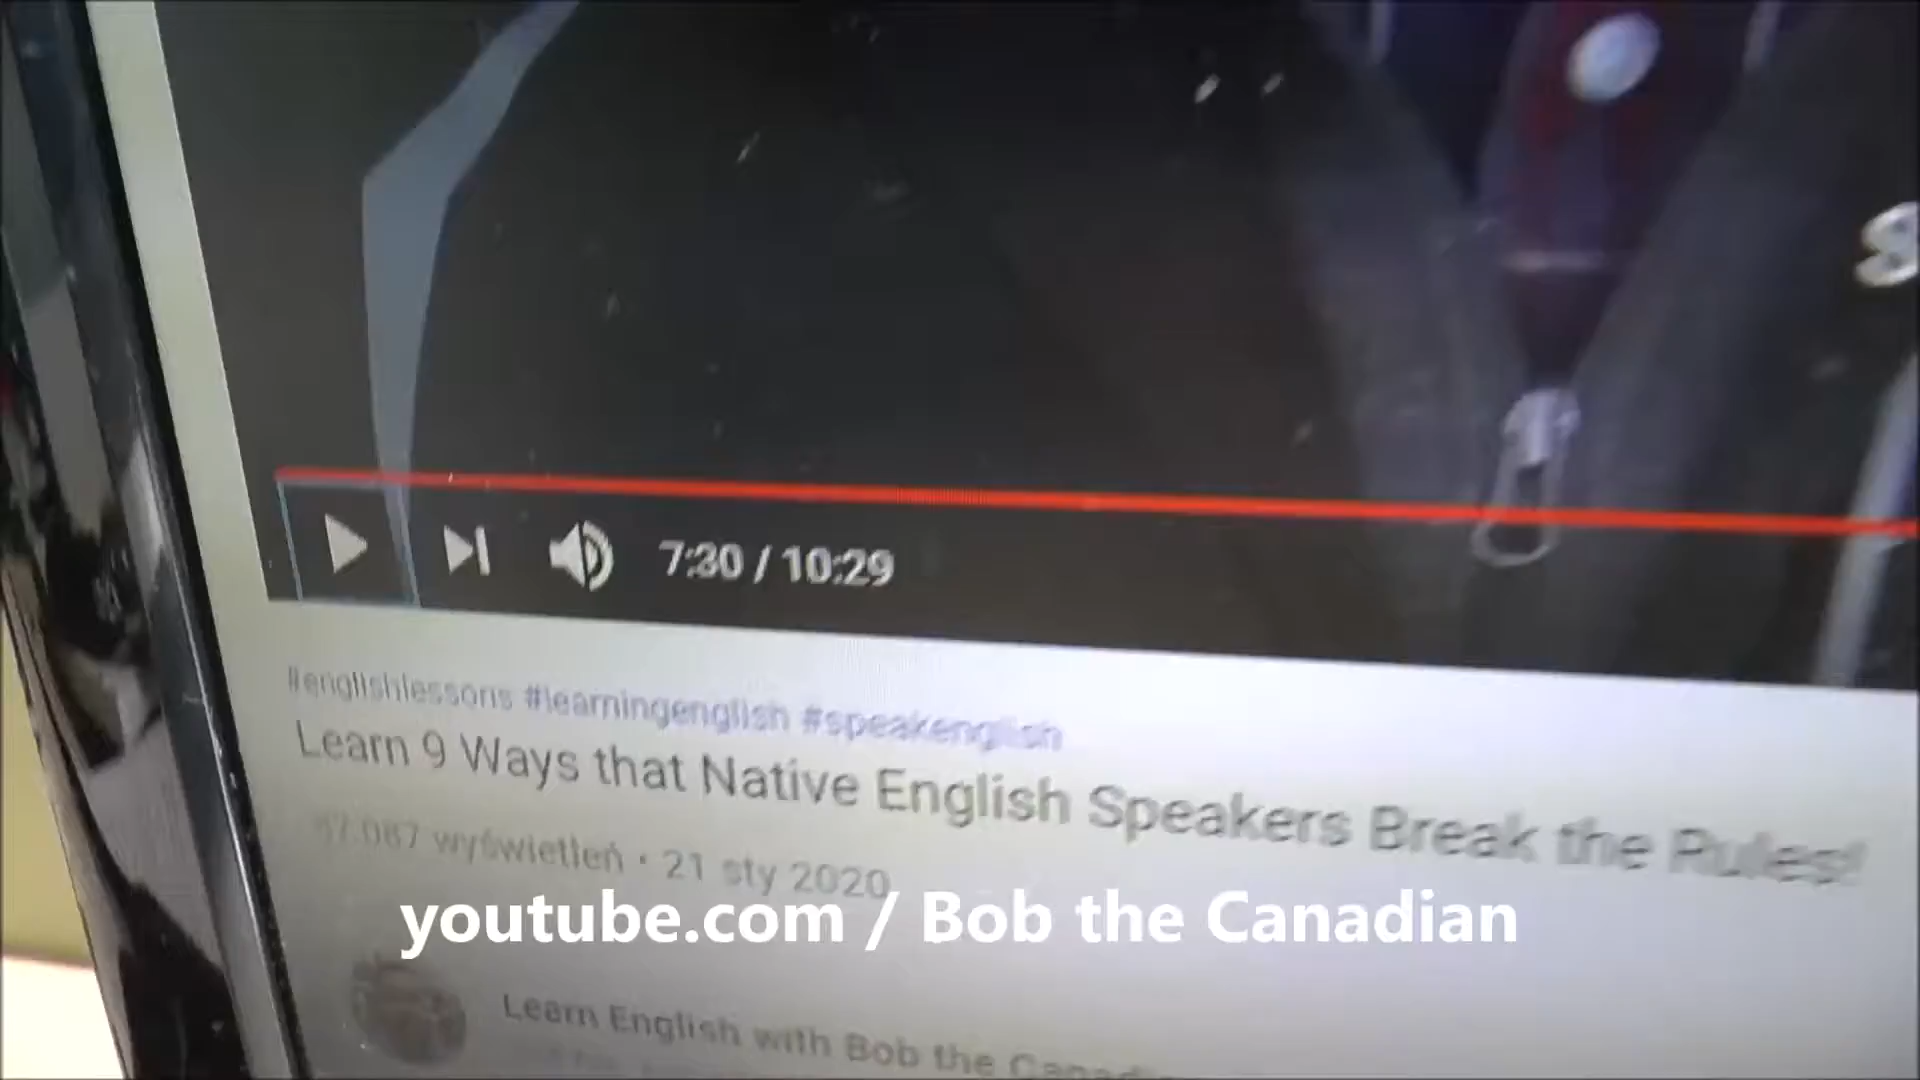 7:30 / 10:29
#englishlessons #learningenglish #speakenglish
Learn 9 Ways that Native English Speakers Break the Rules!
wyświetleń • 21 sty 2020
youtube.com / Bob the Canadian
Learn English with Bob the